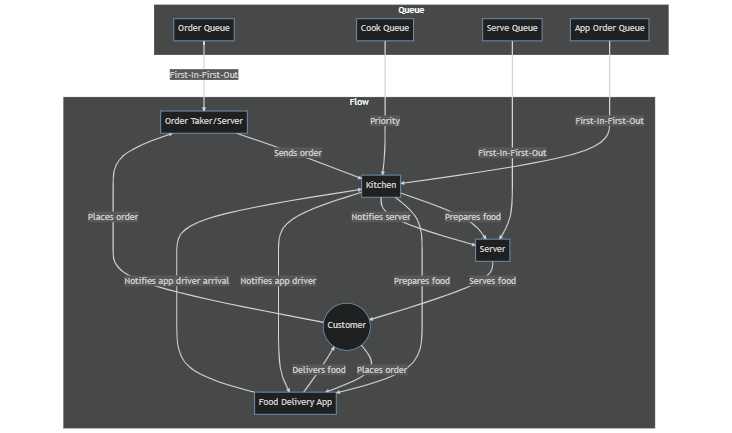 Queue
Order Queue
Cook Queue
Serve Queue
App Order Queue
First-In-First-Out
Flow
Order Taker/Server
Priority
First-In-First-Out
Sends order
First-In-First-Out
Kitchen
Places order
Notifies server
Prepares food
Server
Notifies app driver arrival
Notifies app driver
Prepares food
Serves food
Customer
Delivers food
Places order
Food Delivery App